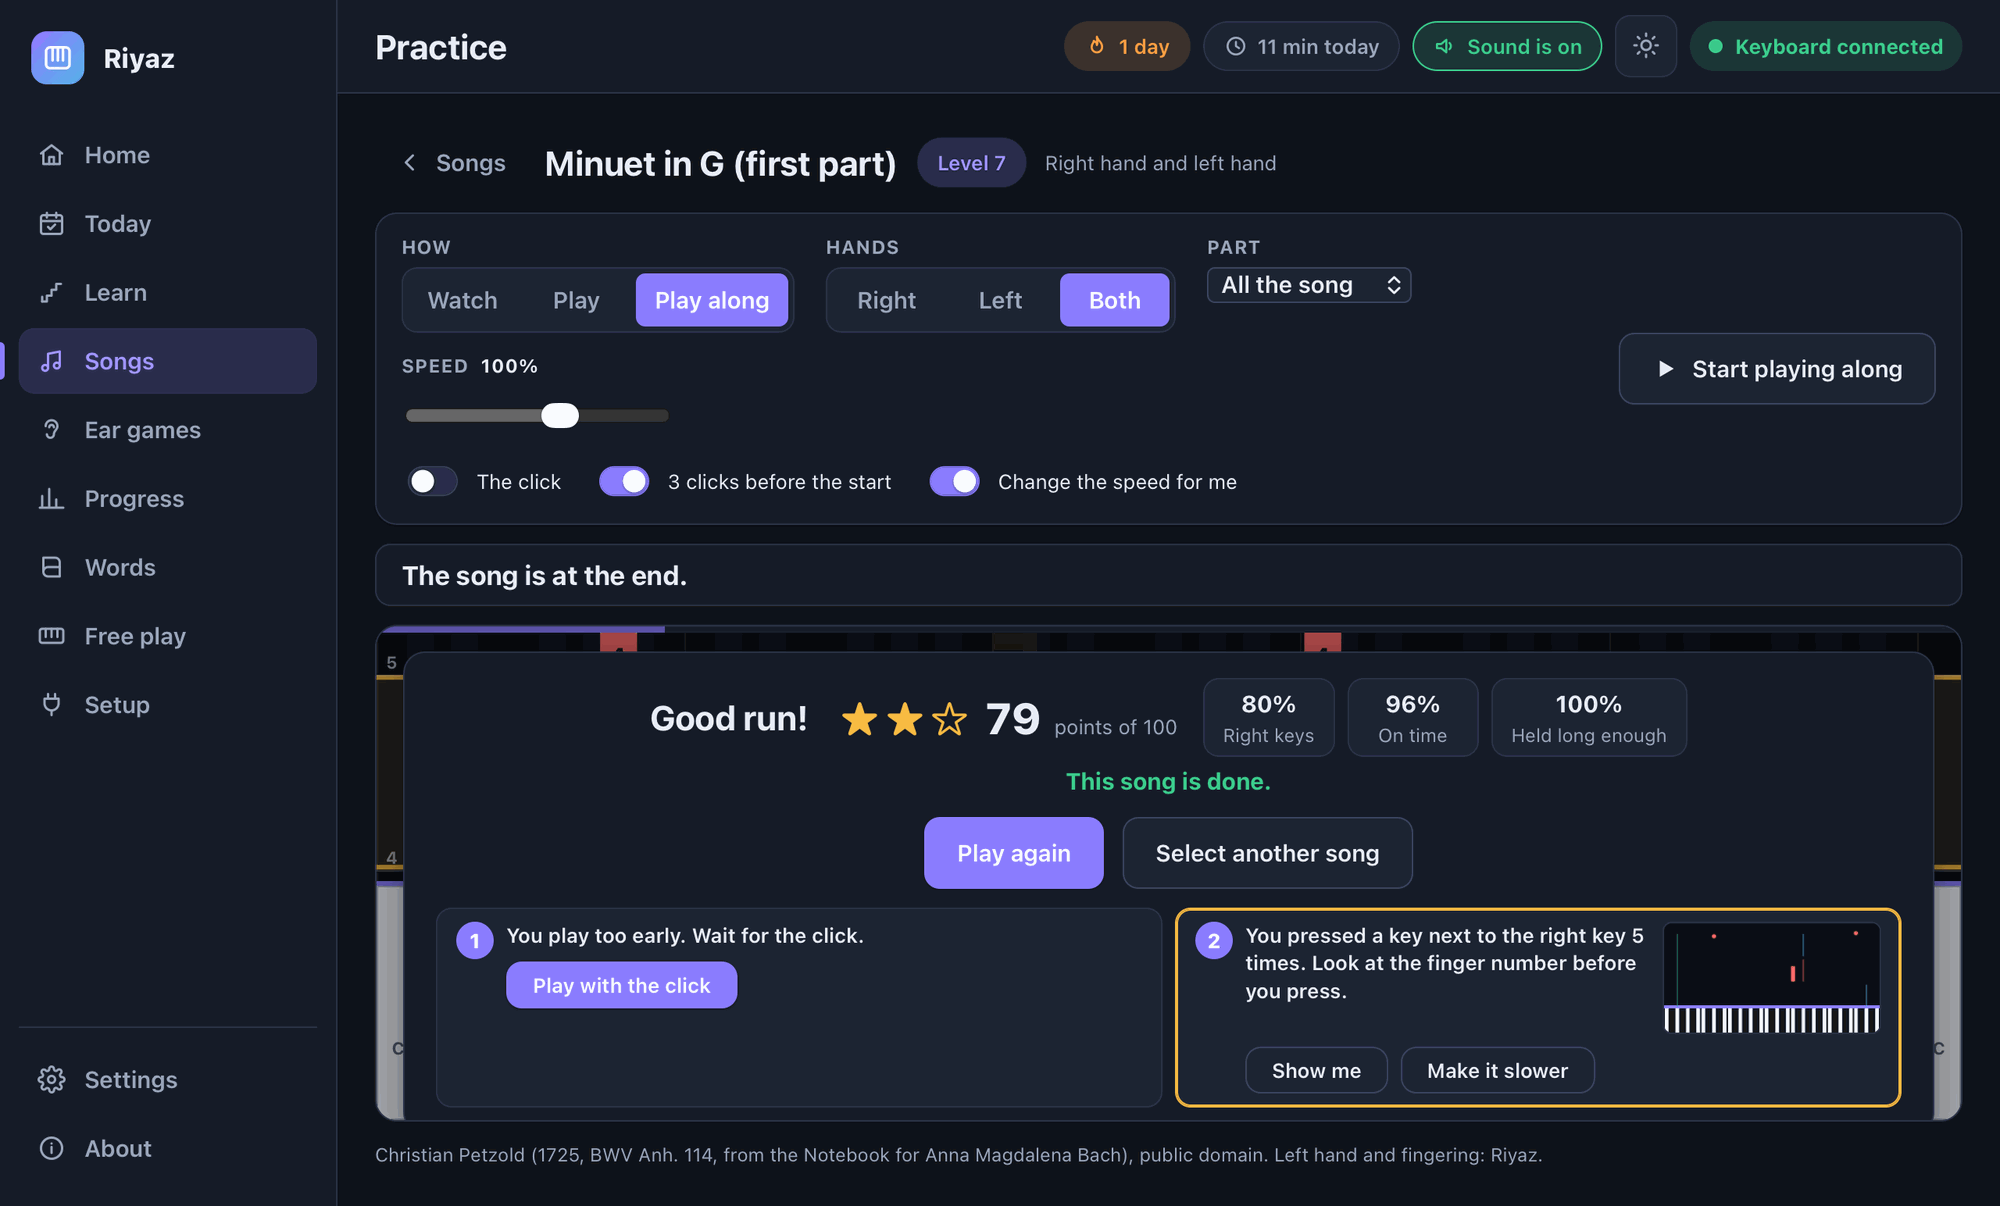 Riyaz
Home
Today
Learn
Songs
Ear games
Progress
Words
Free play
Setup
Settings
About
Practice
1 day
11 min today
Sound is on
Keyboard connected
Songs
Minuet in G (first part)
Level 7
Right hand and left hand
HOW
Watch
Play
Play along
HANDS
Right
Left
Both
PART
All the song
SPEED 100%
Start playing along
The click
3 clicks before the start
Change the speed for me
The song is at the end.
5
4
C
C
Good run!
79 points of 100
80%
Right keys
96%
On time
100%
Held long enough
This song is done.
Play again
Select another song
1
You play too early. Wait for the click.
Play with the click
2
You pressed a key next to the right key 5
times. Look at the finger number before
you press.
Show me
Make it slower
Christian Petzold (1725, BWV Anh. 114, from the Notebook for Anna Magdalena Bach), public domain. Left hand and fingering: Riyaz.